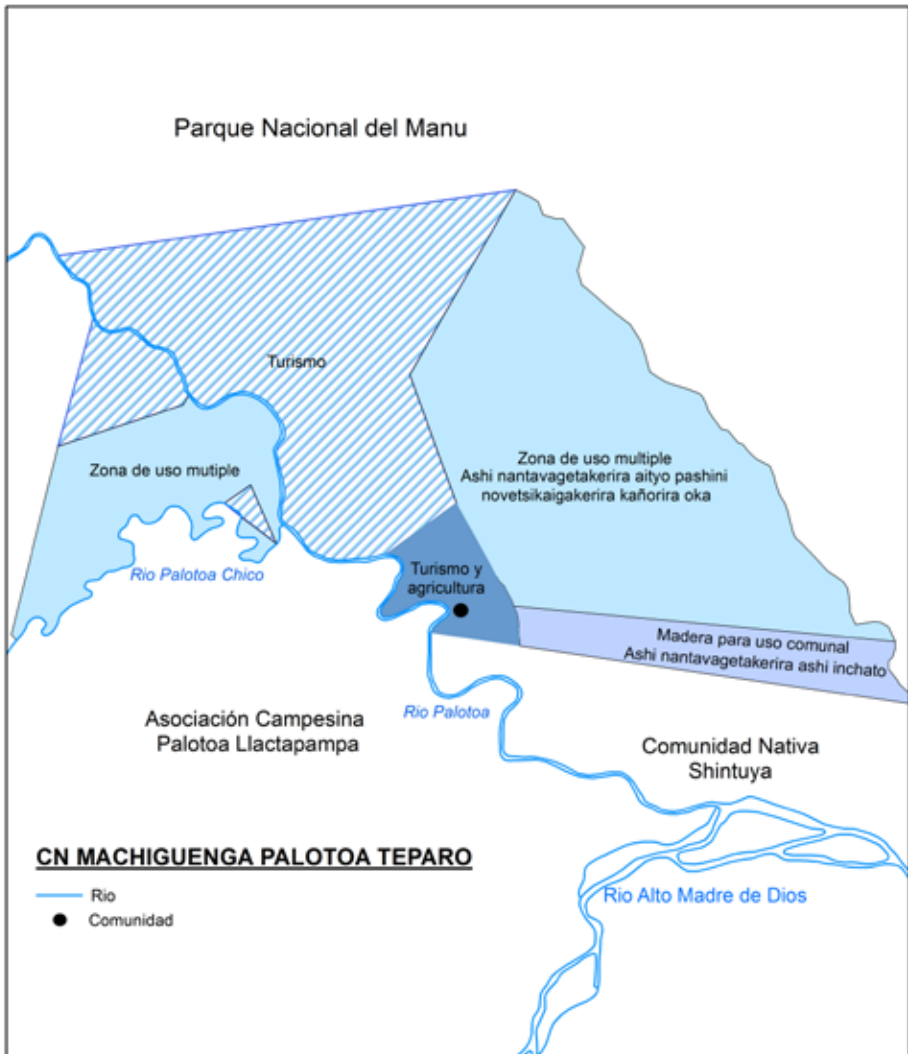 Parque Nacional del Manu
Turismo
Zona de uso mutiple
Zona de uso multiple
Ashi nantavagetakerira aityo pashini
novetsikaigakerira kañorira oka
Rio Palotoa Chico
Turismo y
agricultura
Madera para uso comunal
Ashi nantavagetakerira ashi inchato
Rio Palotoa
Asociación Campesina
Palotoa Llactapampa
Comunidad Nativa
Shintuya
CN MACHIGUENGA PALOTOA TEPARO
Rio
Comunidad
Rio Alto Madre de Dios